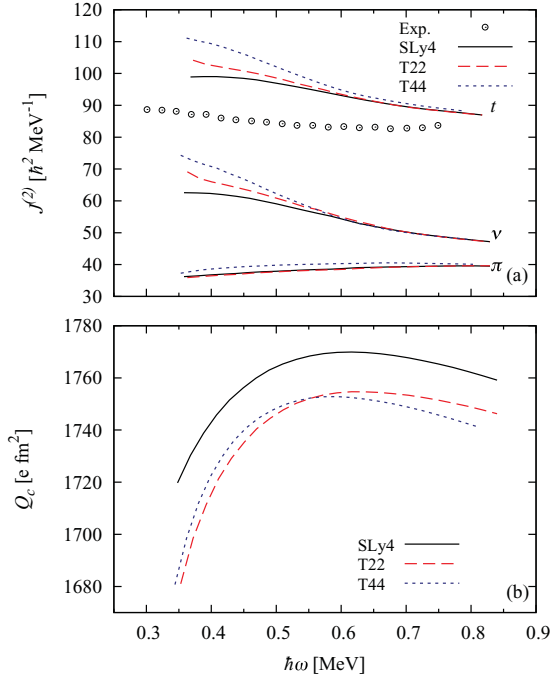 110
100
90
80
70
60
50
40
30
J(2) [ħ2 MeV-1]
Exp.
SLy4
T22
T44
t
ν
π
(a)
1780
1760
1740
1720
1700
1680
Qc [e fm2]
SLy4
T22
T44
(b)
0.3 0.4 0.5 0.6 0.7 0.8 0.9
ħω [MeV]